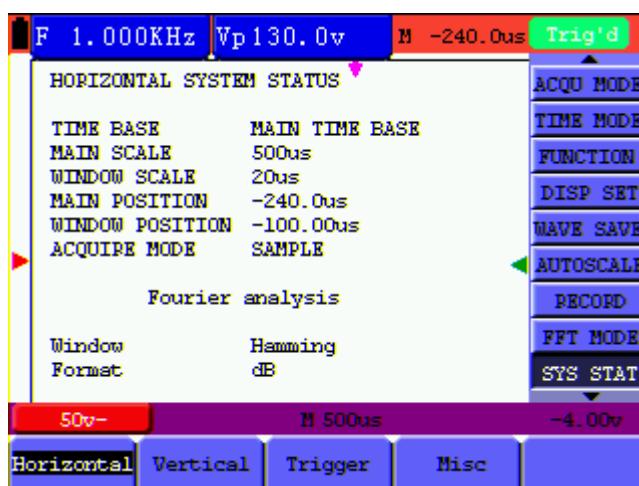 F 1.000KHz Vp130.0v M -240.0us Trig'd
HORIZONTAL SYSTEM STATUS
TIME BASE MAIN TIME BASE
MAIN SCALE 500us
WINDOW SCALE 20us
MAIN POSITION -240.0us
WINDOW POSITION -100.00us
ACQUIRE MODE SAMPLE
Fourier analysis
Window Hamming
Format dB
ACQU MODE
TIME MODE
FUNCTION
DISP SET
WAVE SAVE
AUTOSCALE
RECORD
FFT MODE
SYS STAT
50v~ M 500us -4.00v
Horizontal Vertical Trigger Misc